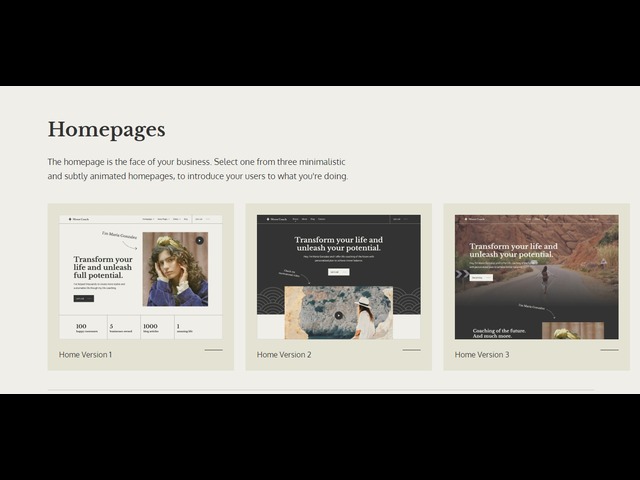 Homepages
The homepage is the face of your business. Select one from three minimalistic
and subtly animated homepages, to introduce your users to what you're doing.
I'm Maria Gonzales
Transform your
life and unleash
full potential.
100
5
1000
1
Home Version 1
Transform your life and
unleash your potential.
Home Version 2
Transform your life and
unleash your potential.
Coaching of the future.
And much more.
Home Version 3